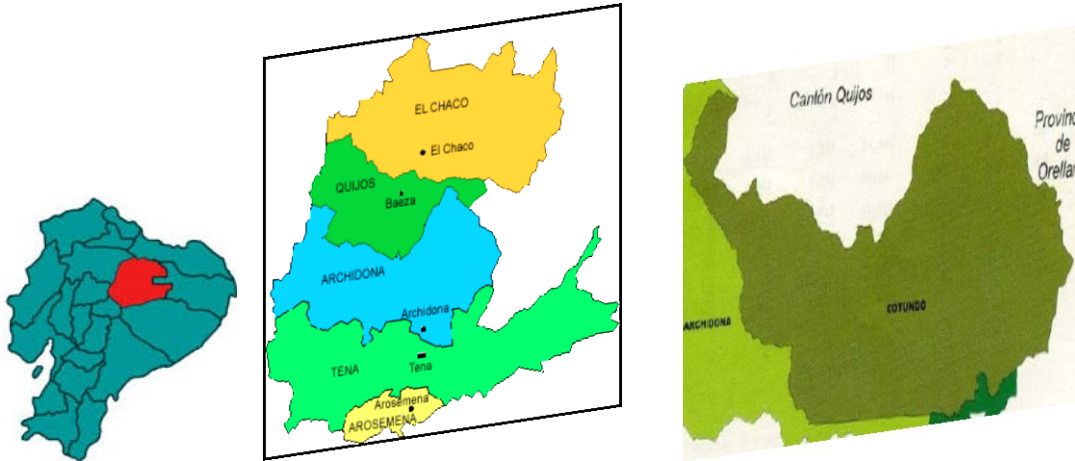 EL CHACO
El Chaco
QUIJOS
Baeza
ARCHIDONA
Archidona
TENA
Tena
Arosemena
AROSEMENA
Cantón Quijos
Provinc
de
Orellan
ARCHIDONA
COTUNDO